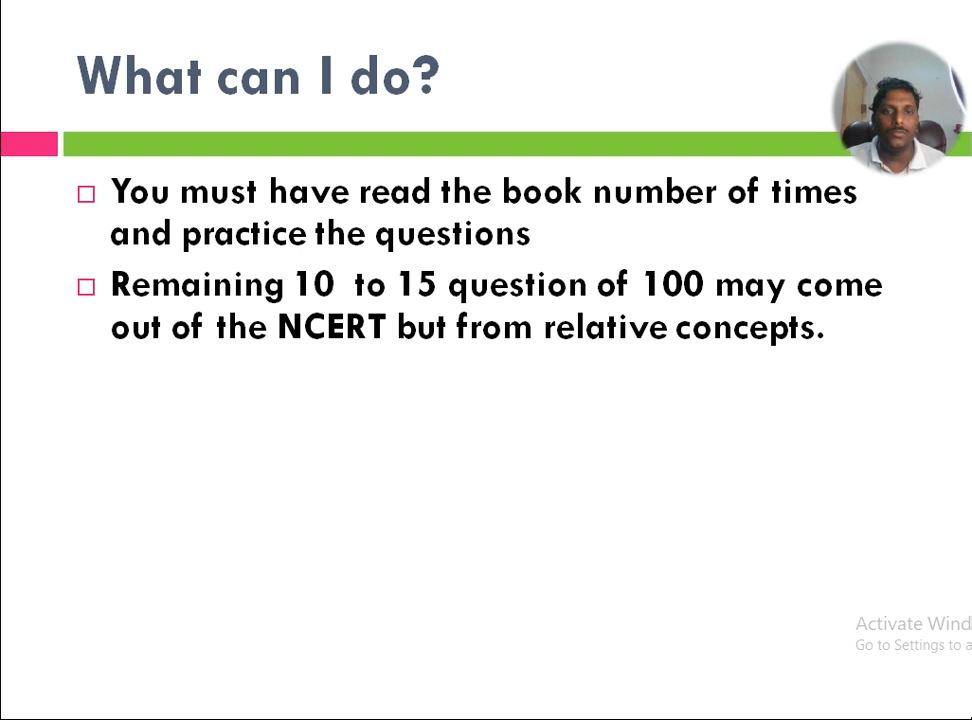 What can I do?
You must have read the book number of times
and practice the questions
Remaining 10 to 15 question of 100 may come
out of the NCERT but from relative concepts.
Activate Wind
Go to Settings to a